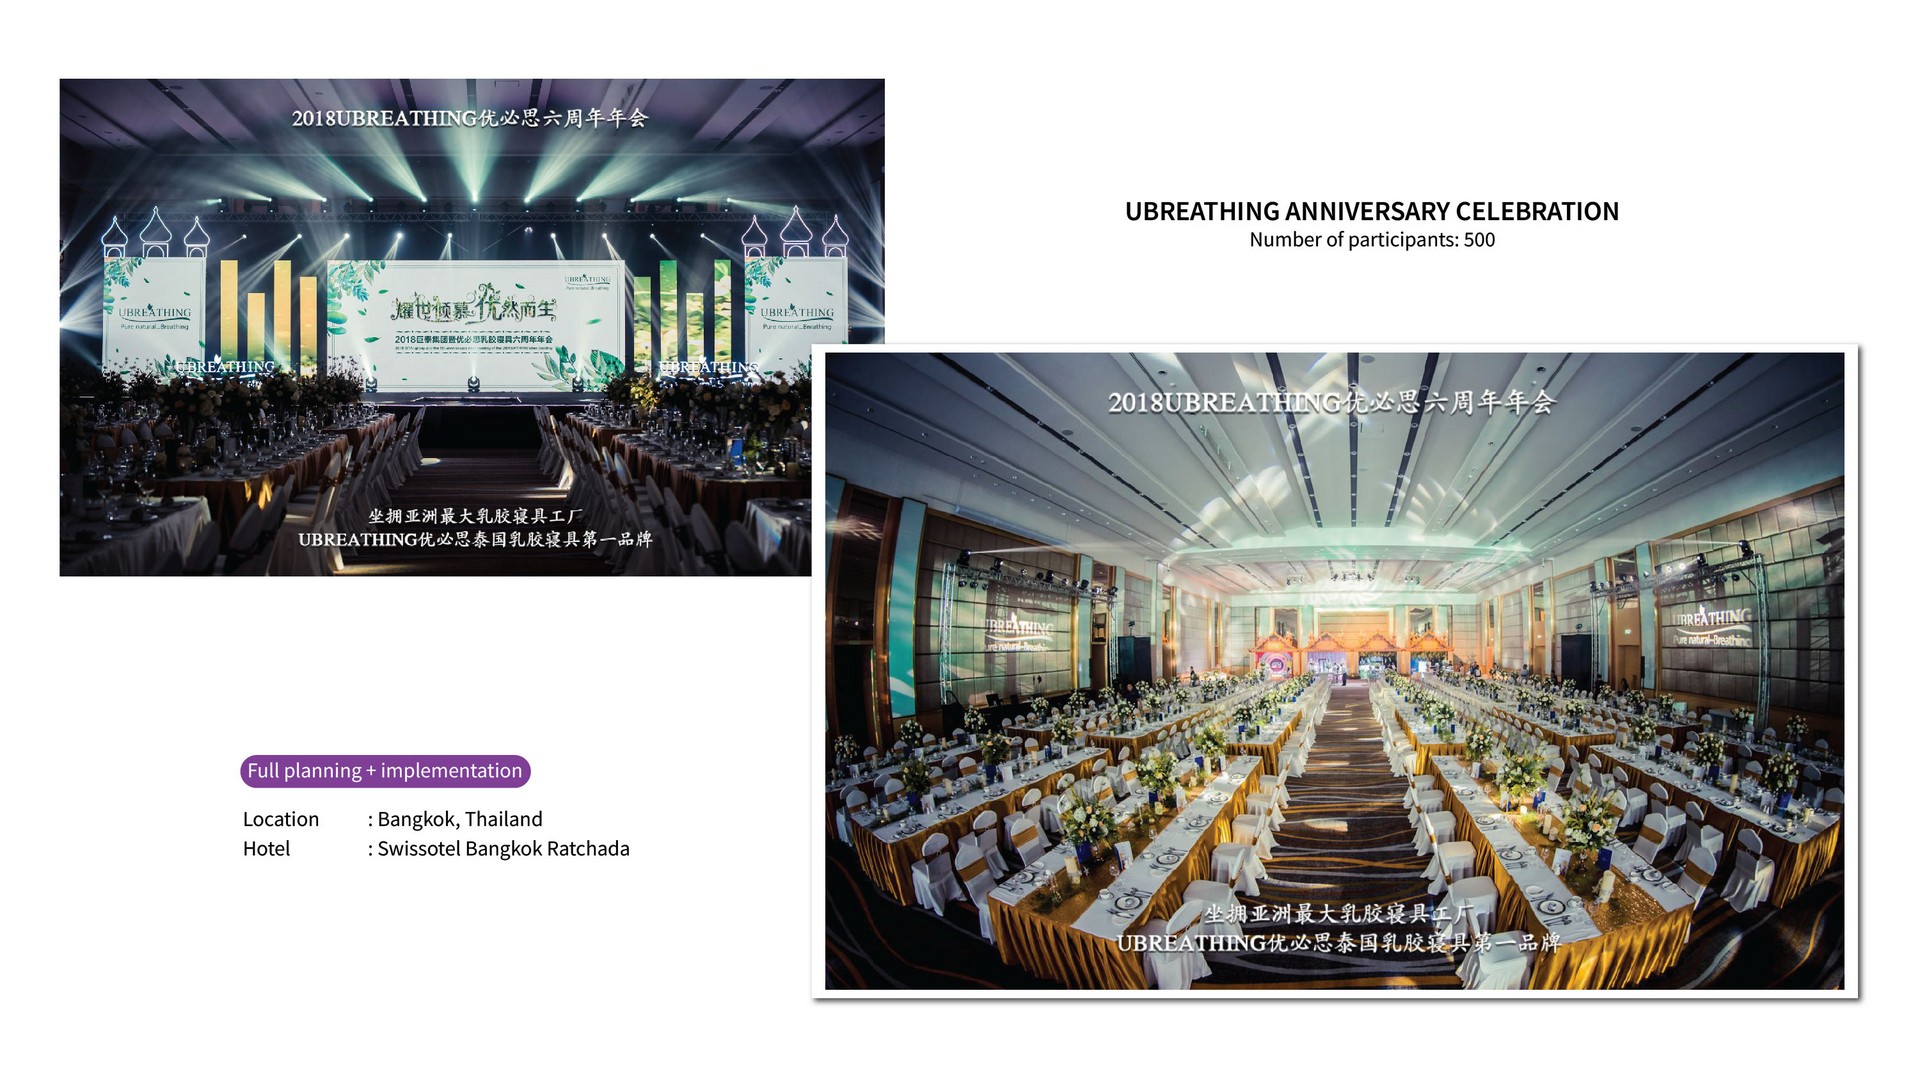 2018UBREATHING优必思六周年年会
UBREATHING
Pure natural_Breathing
UBREATHING
Pure natural_Breathing
耀世倾慕 优然而生
2018巨泰集团暨优必思乳胶寝具六周年年会
UBREATHING
Pure natural_Breathing
UBREATHING
UBREATHING
坐拥亚洲最大乳胶寝具工厂
UBREATHING优必思泰国乳胶寝具第一品牌
UBREATHING ANNIVERSARY CELEBRATION
Number of participants: 500
2018UBREATHING优必思六周年年会
UBREATHING
Pure natural-Breathing
UBREATHING
Pure natural-Breathing
坐拥亚洲最大乳胶寝具工厂
UBREATHING优必思泰国乳胶寝具第一品牌
Full planning + implementation
Location : Bangkok, Thailand
Hotel : Swissotel Bangkok Ratchada